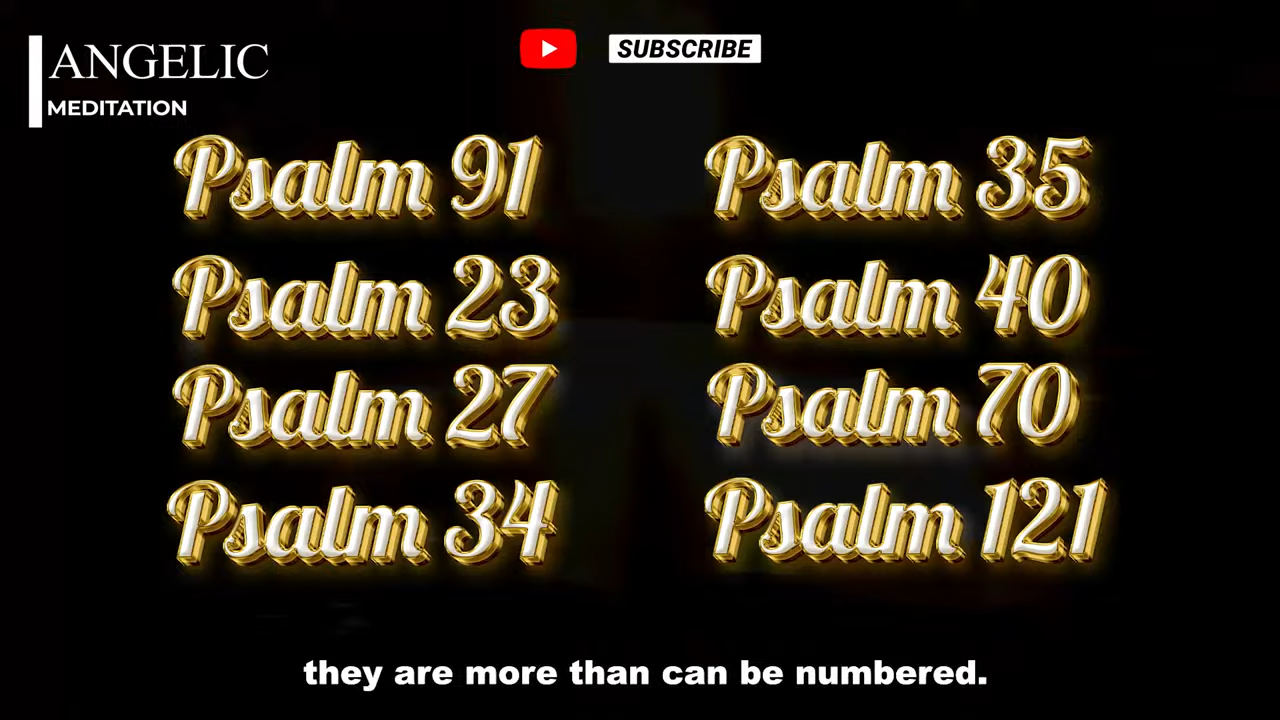 ANGELIC
MEDITATION
SUBSCRIBE
Psalm 91
Psalm 23
Psalm 27
Psalm 34
Psalm 35
Psalm 40
Psalm 70
Psalm 121
they are more than can be numbered.